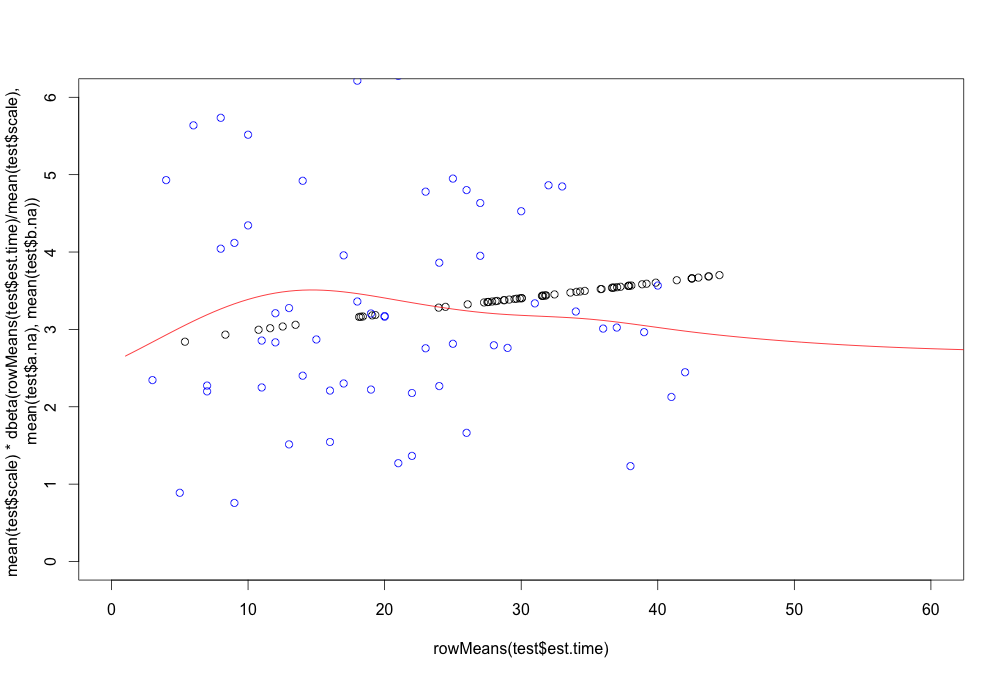 mean(test$scale) * dbeta(rowMeans(test$est.time)/mean(test$scale),
mean(test$a.na), mean(test$b.na))
6
5
4
3
2
1
0
0 10 20 30 40 50 60
rowMeans(test$est.time)